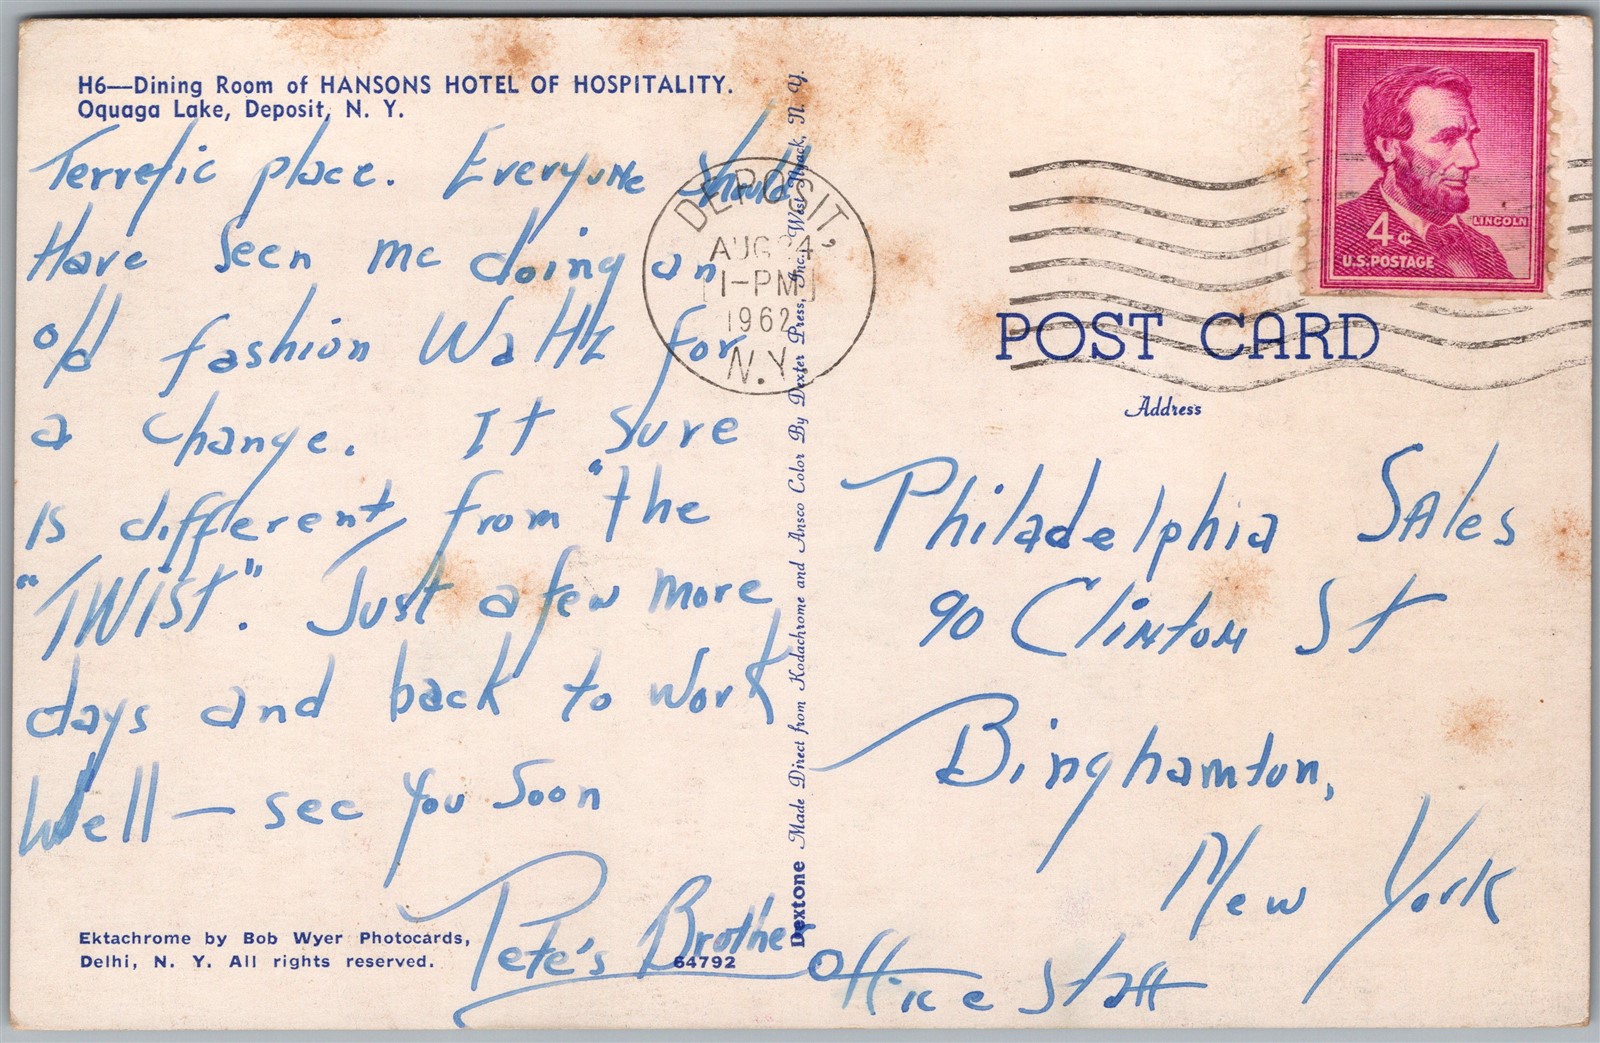 H6—Dining Room of HANSONS HOTEL OF HOSPITALITY.
Oquaga Lake, Deposit, N. Y.
Terrefic place. Everyone should
Have seen me doing an
old fashion Waltz for
a change. It sure
is different from "the
"TWIST". Just a few more
days and back to work
Well — see you soon
Pete's Brother
Ektachrome by Bob Wyer Photocards,
Delhi, N. Y. All rights reserved.
64792
Dextone Made Direct from Kodachrome and Ansco Color By Dexter Press, Inc., West Nyack, N. Y.
DEPOSIT,
AUG 24
1-PM
1962
N.Y.
LINCOLN
4¢
U.S. POSTAGE
POST CARD
Address
Philadelphia SAles
90 Clinton St
Binghamton,
New York
Office Staff